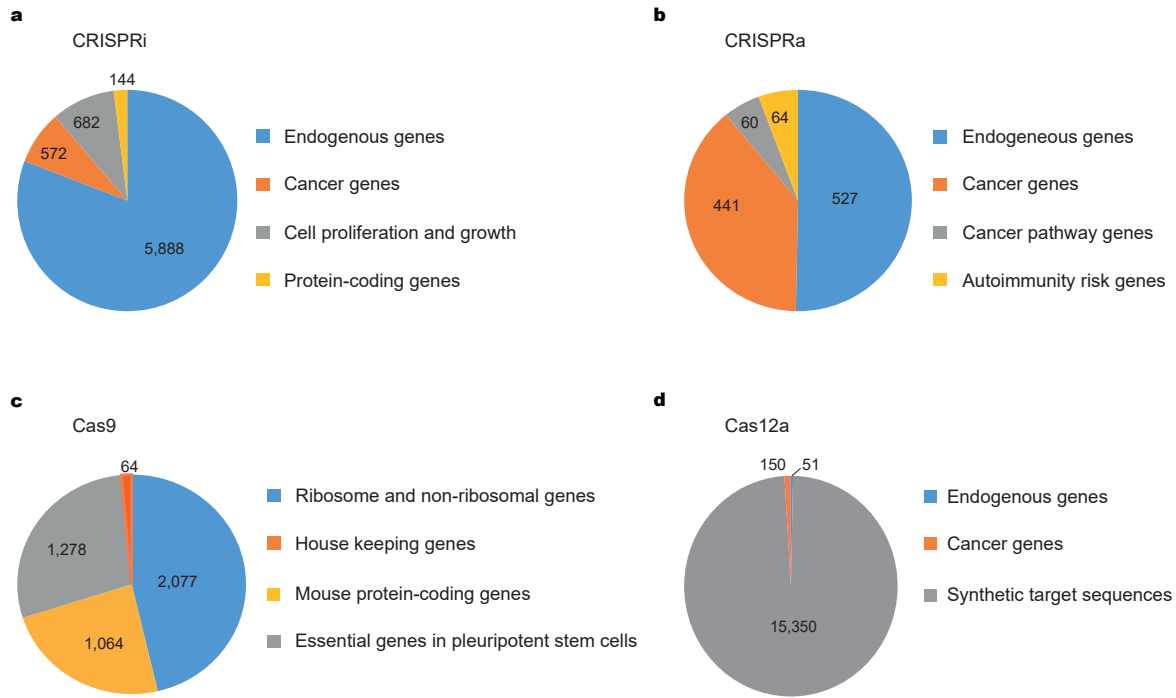 a
CRISPRi
144
682
572
5,888
Endogenous genes
Cancer genes
Cell proliferation and growth
Protein-coding genes
b
CRISPRa
60
64
441
527
Endogeneous genes
Cancer genes
Cancer pathway genes
Autoimmunity risk genes
c
Cas9
64
1,278
2,077
1,064
Ribosome and non-ribosomal genes
House keeping genes
Mouse protein-coding genes
Essential genes in pleuripotent stem cells
d
Cas12a
150
51
15,350
Endogenous genes
Cancer genes
Synthetic target sequences